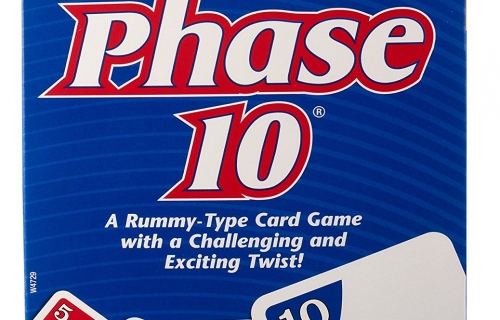 Phase
10®
A Rummy-Type Card Game
with a Challenging and
Exciting Twist!
W4729
5
10